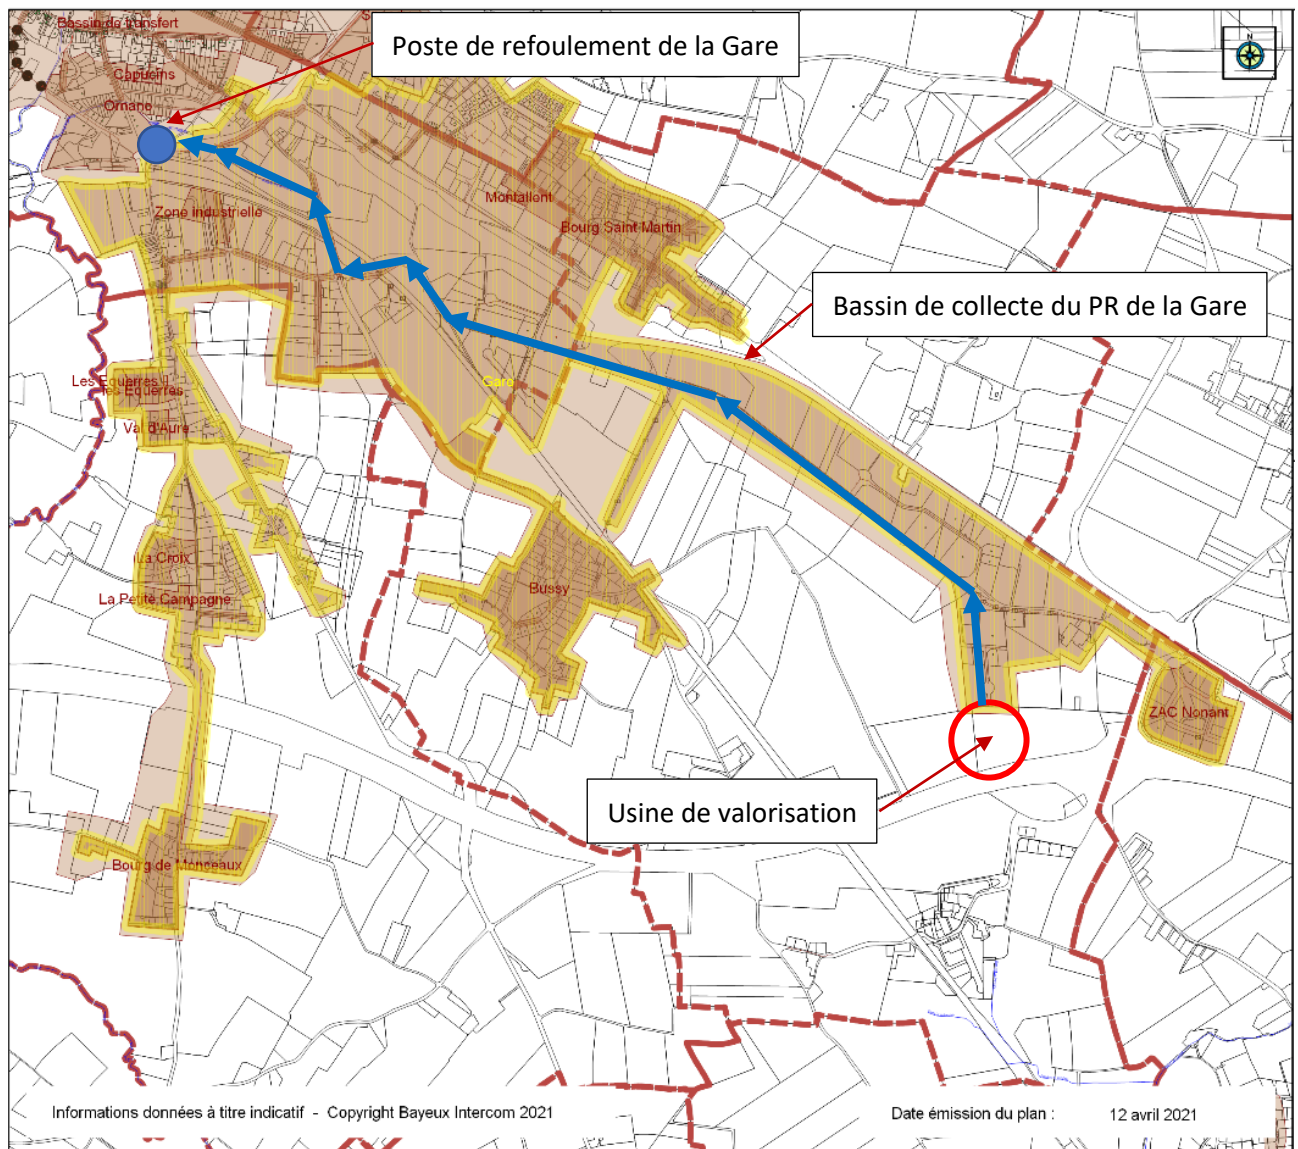 Bassin de transfert
S
Poste de refoulement de la Gare
N
Capucins
Ornano
Montallent
Zone industrielle
Bourg Saint Martin
Bassin de collecte du PR de la Gare
Les Equerres 1
les Equerres
Gare
Val d'Aure
La Croix
Bussy
La Petite Campagne
ZAC Nonant
Usine de valorisation
Bourg de Monceaux
Informations données à titre indicatif - Copyright Bayeux Intercom 2021
Date émission du plan : 12 avril 2021